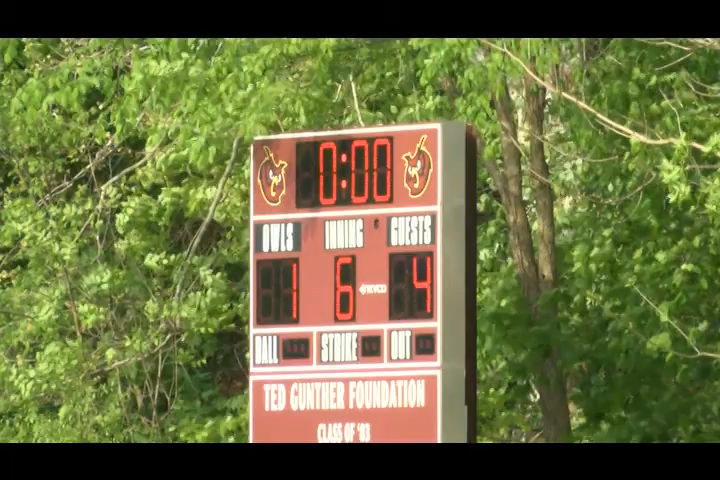 0:00
OWLS INNING GUESTS
1 6 4
BALL STRIKE OUT
TED GUNTHER FOUNDATION
CLASS OF '83